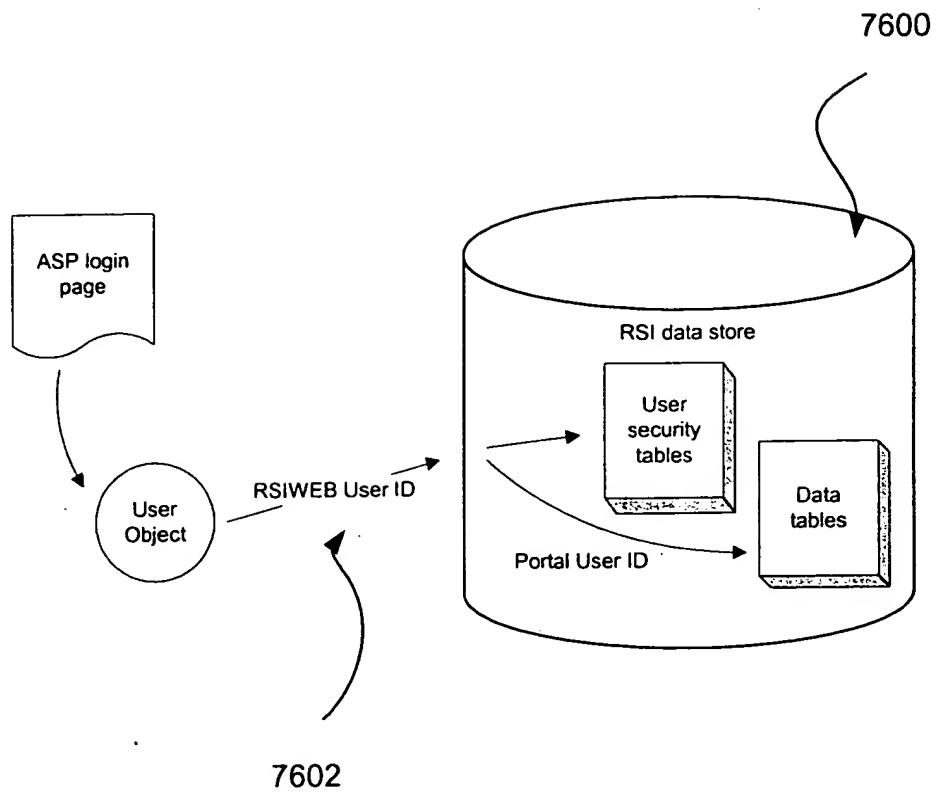 7600
ASP login
page
RSI data store
User
security
tables
RSIWEB User ID
User
Object
Data
tables
Portal User ID
7602